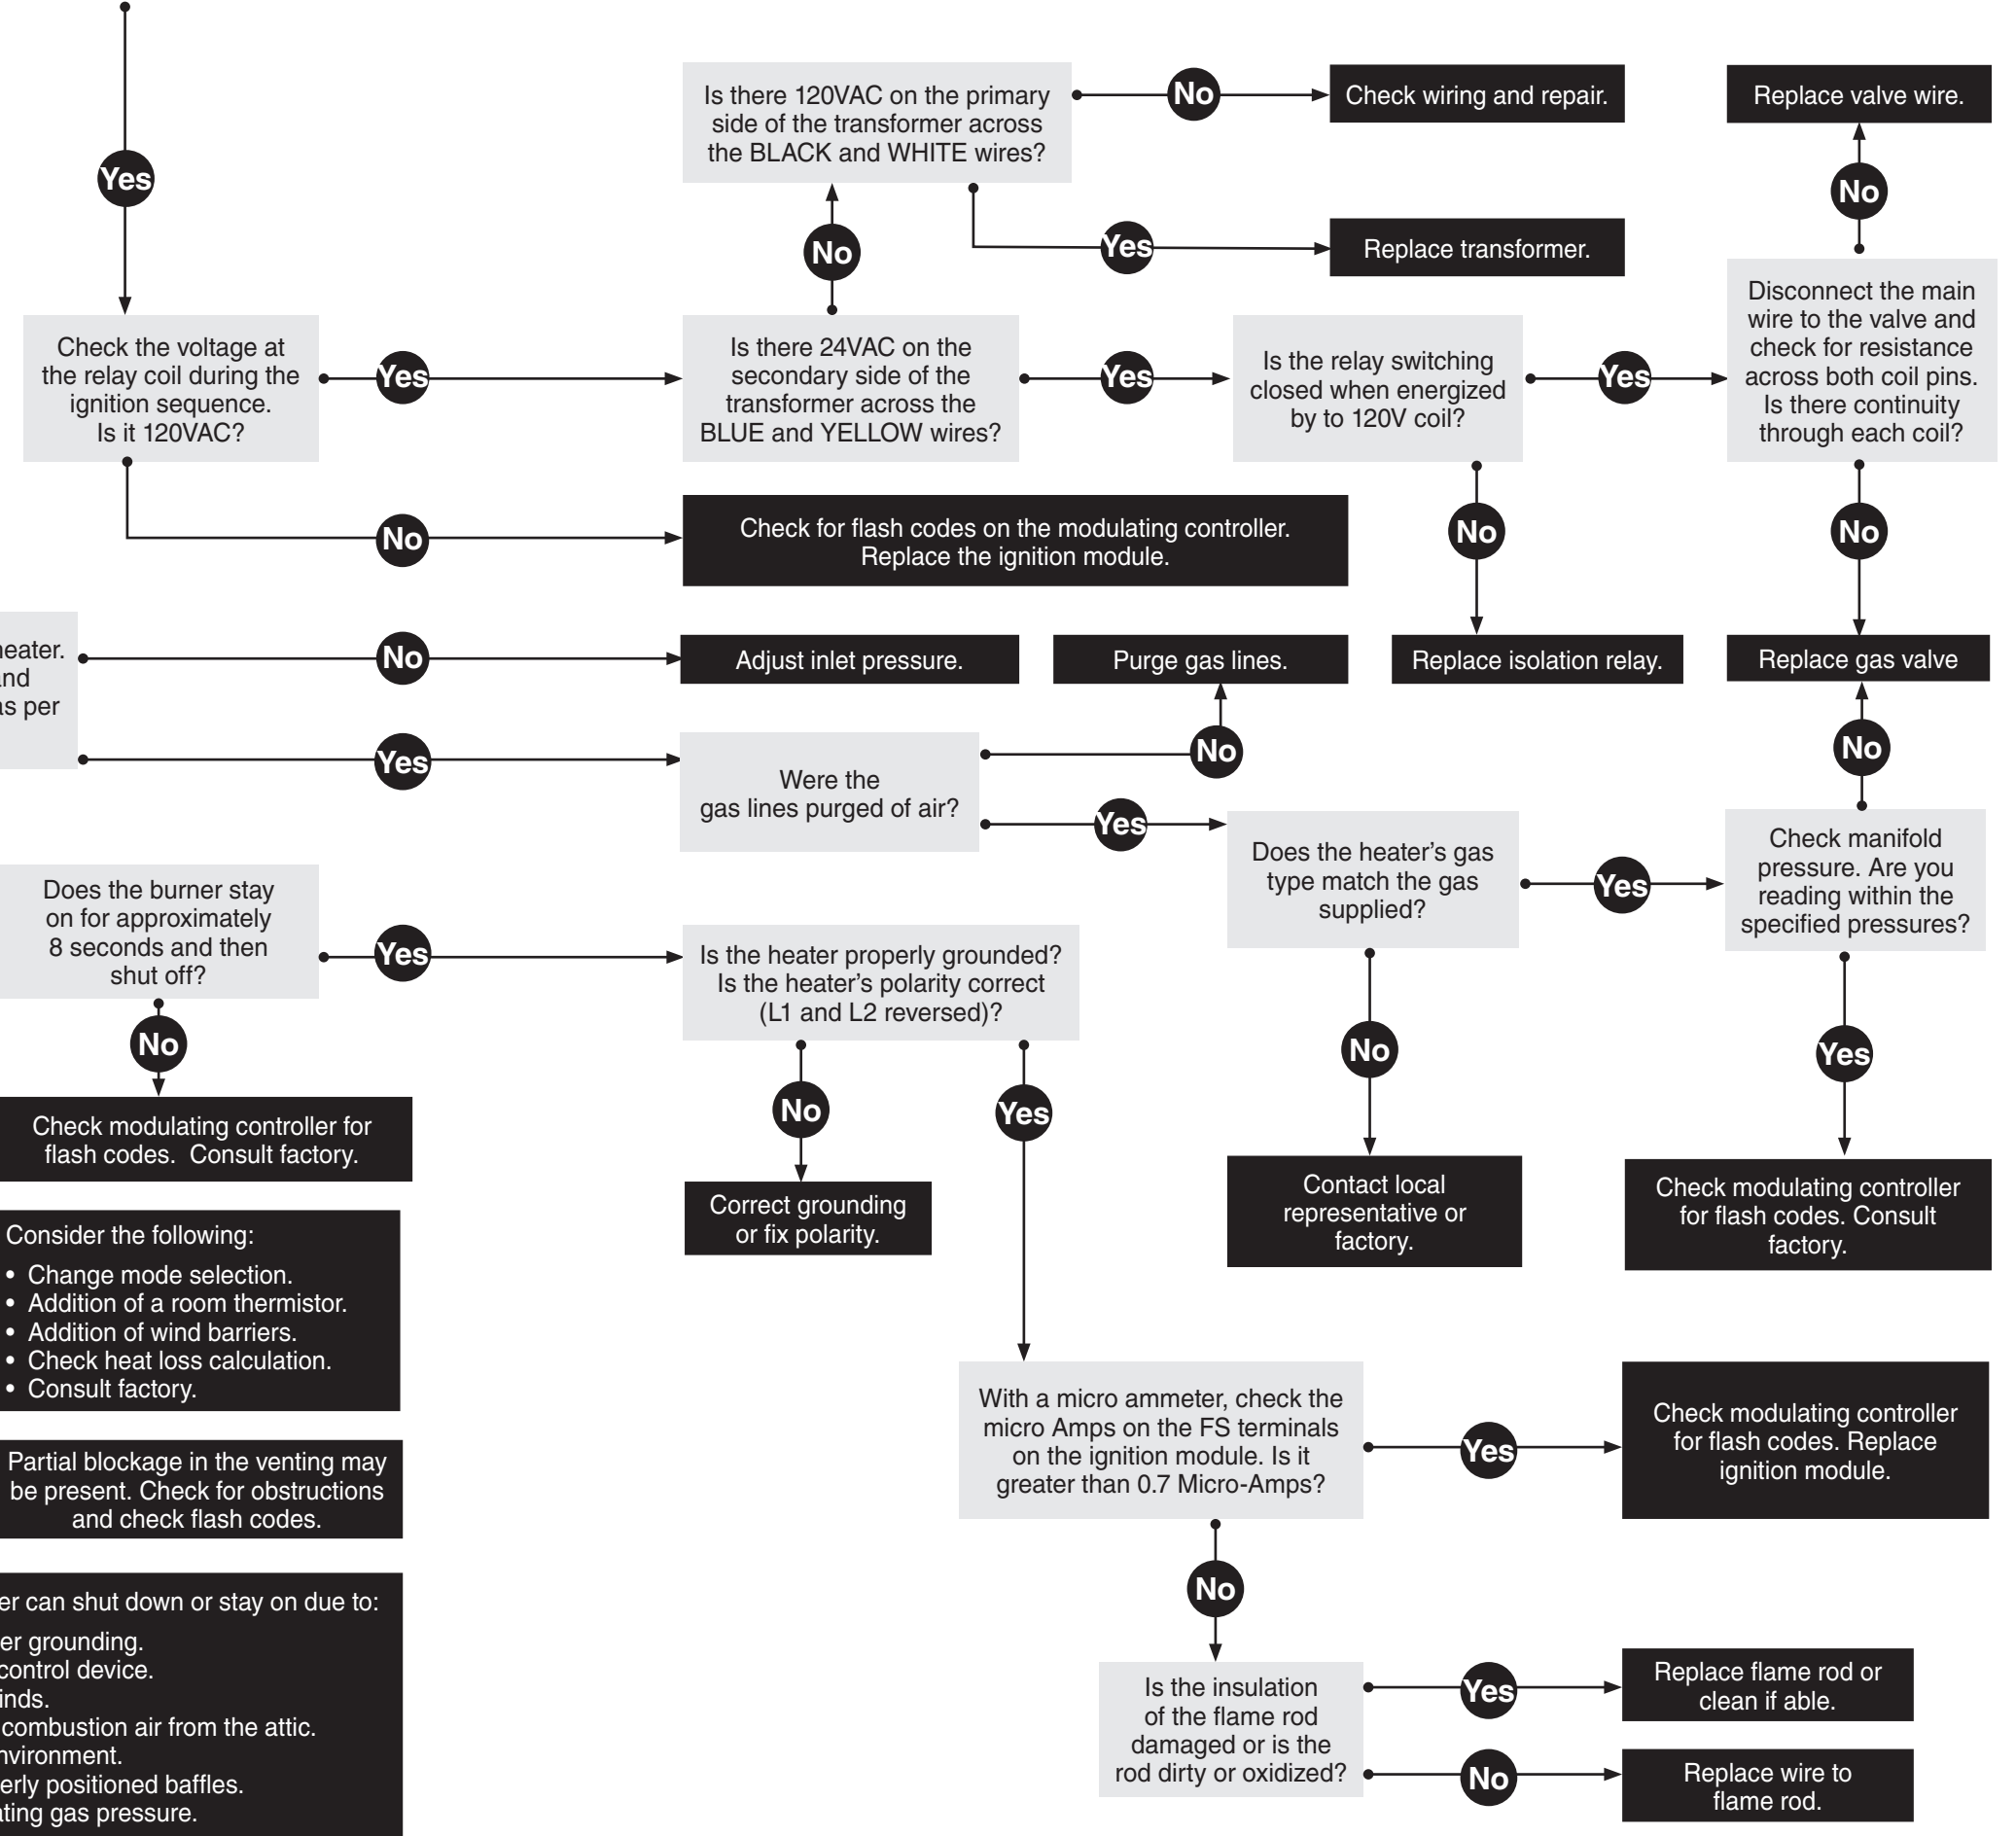 Yes
Is there 120VAC on the primary
side of the transformer across
the BLACK and WHITE wires?
No
Check wiring and repair.
Replace valve wire.
No
Yes
Replace transformer.
No
Check the voltage at
the relay coil during the
ignition sequence.
Is it 120VAC?
Yes
Is there 24VAC on the
secondary side of the
transformer across the
BLUE and YELLOW wires?
Yes
Is the relay switching
closed when energized
by to 120V coil?
Yes
Disconnect the main
wire to the valve and
check for resistance
across both coil pins.
Is there continuity
through each coil?
No
Check for flash codes on the modulating controller.
Replace the ignition module.
No
No
heater.
and
as per
No
Adjust inlet pressure.
Purge gas lines.
Replace isolation relay.
Replace gas valve
Yes
Were the
gas lines purged of air?
No
No
Yes
Does the heater's gas
type match the gas
supplied?
Yes
Check manifold
pressure. Are you
reading within the
specified pressures?
Does the burner stay
on for approximately
8 seconds and then
shut off?
Yes
Is the heater properly grounded?
Is the heater's polarity correct
(L1 and L2 reversed)?
No
No
Yes
No
Yes
Check modulating controller for
flash codes.  Consult factory.
Correct grounding
or fix polarity.
Contact local
representative or
factory.
Check modulating controller
for flash codes. Consult
factory.
Consider the following:
• Change mode selection.
• Addition of a room thermistor.
• Addition of wind barriers.
• Check heat loss calculation.
• Consult factory.
With a micro ammeter, check the
micro Amps on the FS terminals
on the ignition module. Is it
greater than 0.7 Micro-Amps?
Yes
Check modulating controller
for flash codes. Replace
ignition module.
Partial blockage in the venting may
be present. Check for obstructions
and check flash codes.
No
er can shut down or stay on due to:
er grounding.
control device.
inds.
combustion air from the attic.
nvironment.
erly positioned baffles.
ating gas pressure.
Is the insulation
of the flame rod
damaged or is the
rod dirty or oxidized?
Yes
Replace flame rod or
clean if able.
No
Replace wire to
flame rod.